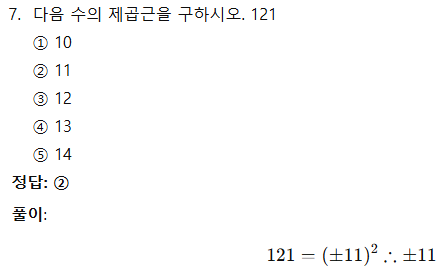 7. 다음 수의 제곱근을 구하시오. 121
① 10
② 11
③ 12
④ 13
⑤ 14
정답: ②
풀이:
121 = (±11)² ∴ ±11